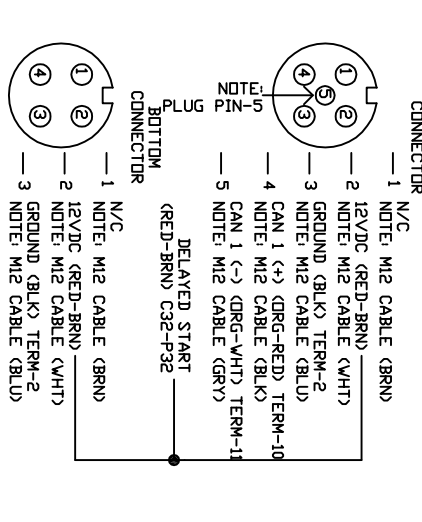 CONNECTOR
1
4
5
2
3
NOTE:
PLUG PIN-5
1 N/C
NOTE: M12 CABLE (BRN)
2 12VDC (RED-BRN)
NOTE: M12 CABLE (WHT)
3 GROUND (BLK) TERM-2
NOTE: M12 CABLE (BLU)
4 CAN 1 (+) (ORG-RED) TERM-10
NOTE: M12 CABLE (BLK)
5 CAN 1 (-) (ORG-WHT) TERM-11
NOTE: M12 CABLE (GRY)
DELAYED START
(RED-BRN) C32-P32
BOTTOM
CONNECTOR
1
4
2
3
1 N/C
NOTE: M12 CABLE (BRN)
2 12VDC (RED-BRN)
NOTE: M12 CABLE (WHT)
3 GROUND (BLK) TERM-2
NOTE: M12 CABLE (BLU)